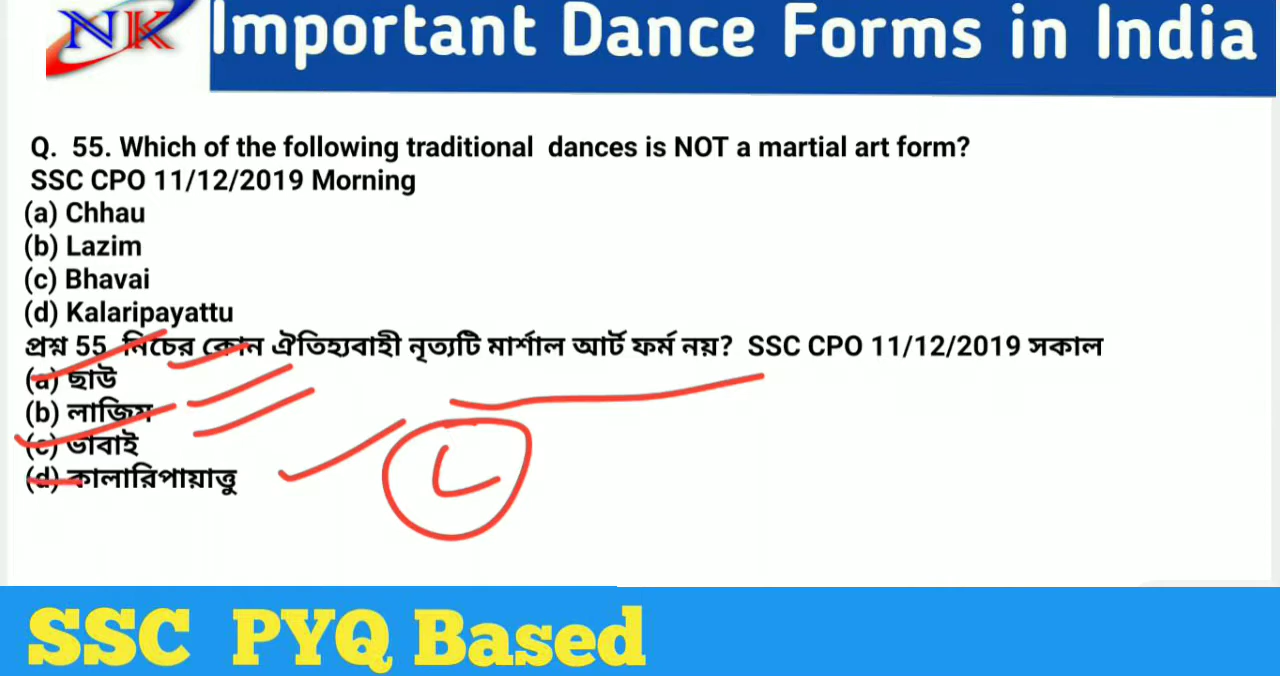 NK
Important Dance Forms in India
Q. 55. Which of the following traditional dances is NOT a martial art form?
SSC CPO 11/12/2019 Morning
(a) Chhau
(b) Lazim
(c) Bhavai
(d) Kalaripayattu
প্রশ্ন 55. নিচের কোন ঐতিহ্যবাহী নৃত্যটি মার্শাল আর্ট ফর্ম নয়? SSC CPO 11/12/2019 সকাল
(a) ছাউ
(b) লাজিম
(c) ভাবাই
(d) কালারিপায়াত্তু
C
SSC PYQ Based